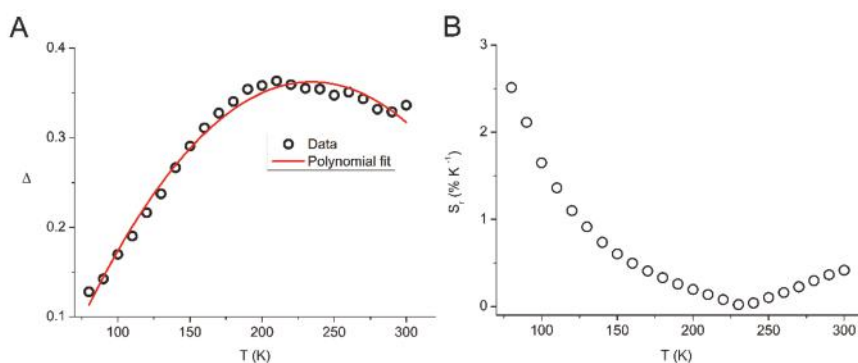 A
B
0.4
0.3
0.2
0.1
Δ
Data
Polynomial fit
100
150
200
250
300
T (K)
3
2
1
0
Sᵣ (% K⁻¹)
100
150
200
250
300
T (K)